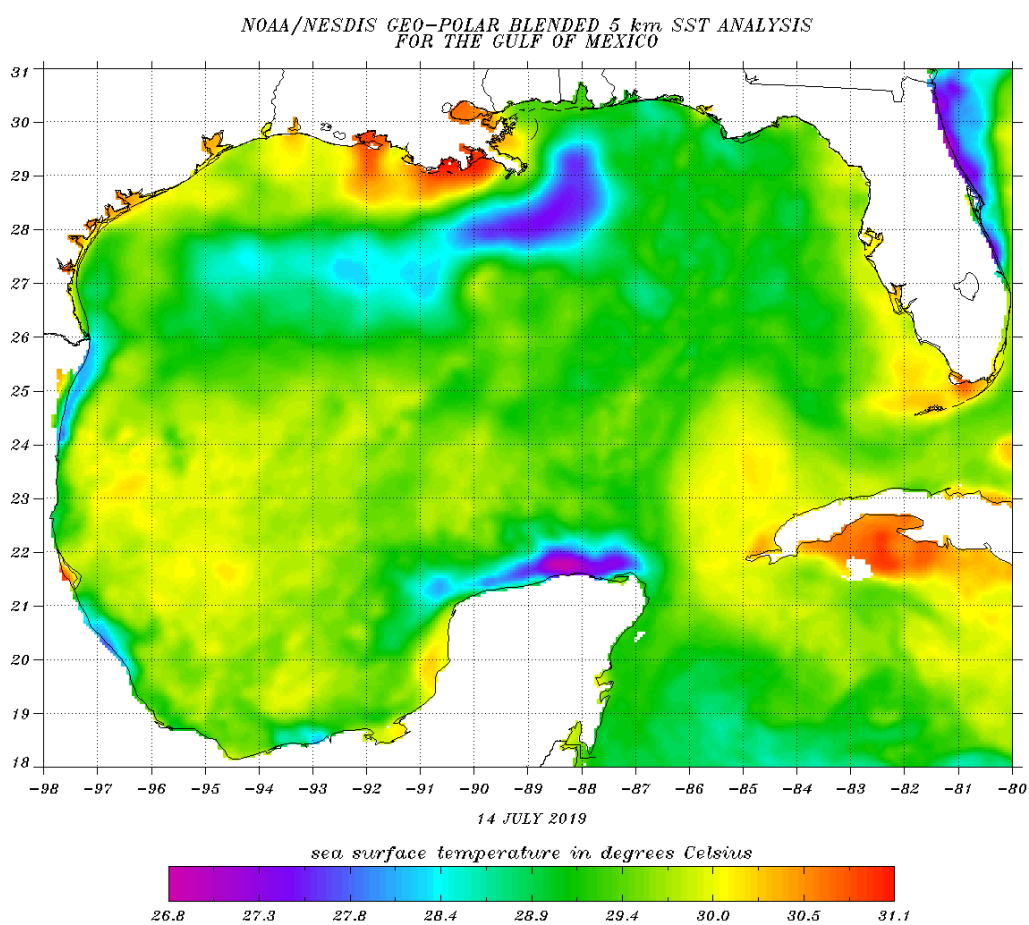 NOAA/NESDIS GEO-POLAR BLENDED 5 km SST ANALYSIS
FOR THE GULF OF MEXICO
31
30
29
28
27
26
25
24
23
22
21
20
19
18
-98 -97 -96 -95 -94 -93 -92 -91 -90 -89 -88 -87 -86 -85 -84 -83 -82 -81 -80
14 JULY 2019
sea surface temperature in degrees Celsius
26.8 27.3 27.8 28.4 28.9 29.4 30.0 30.5 31.1